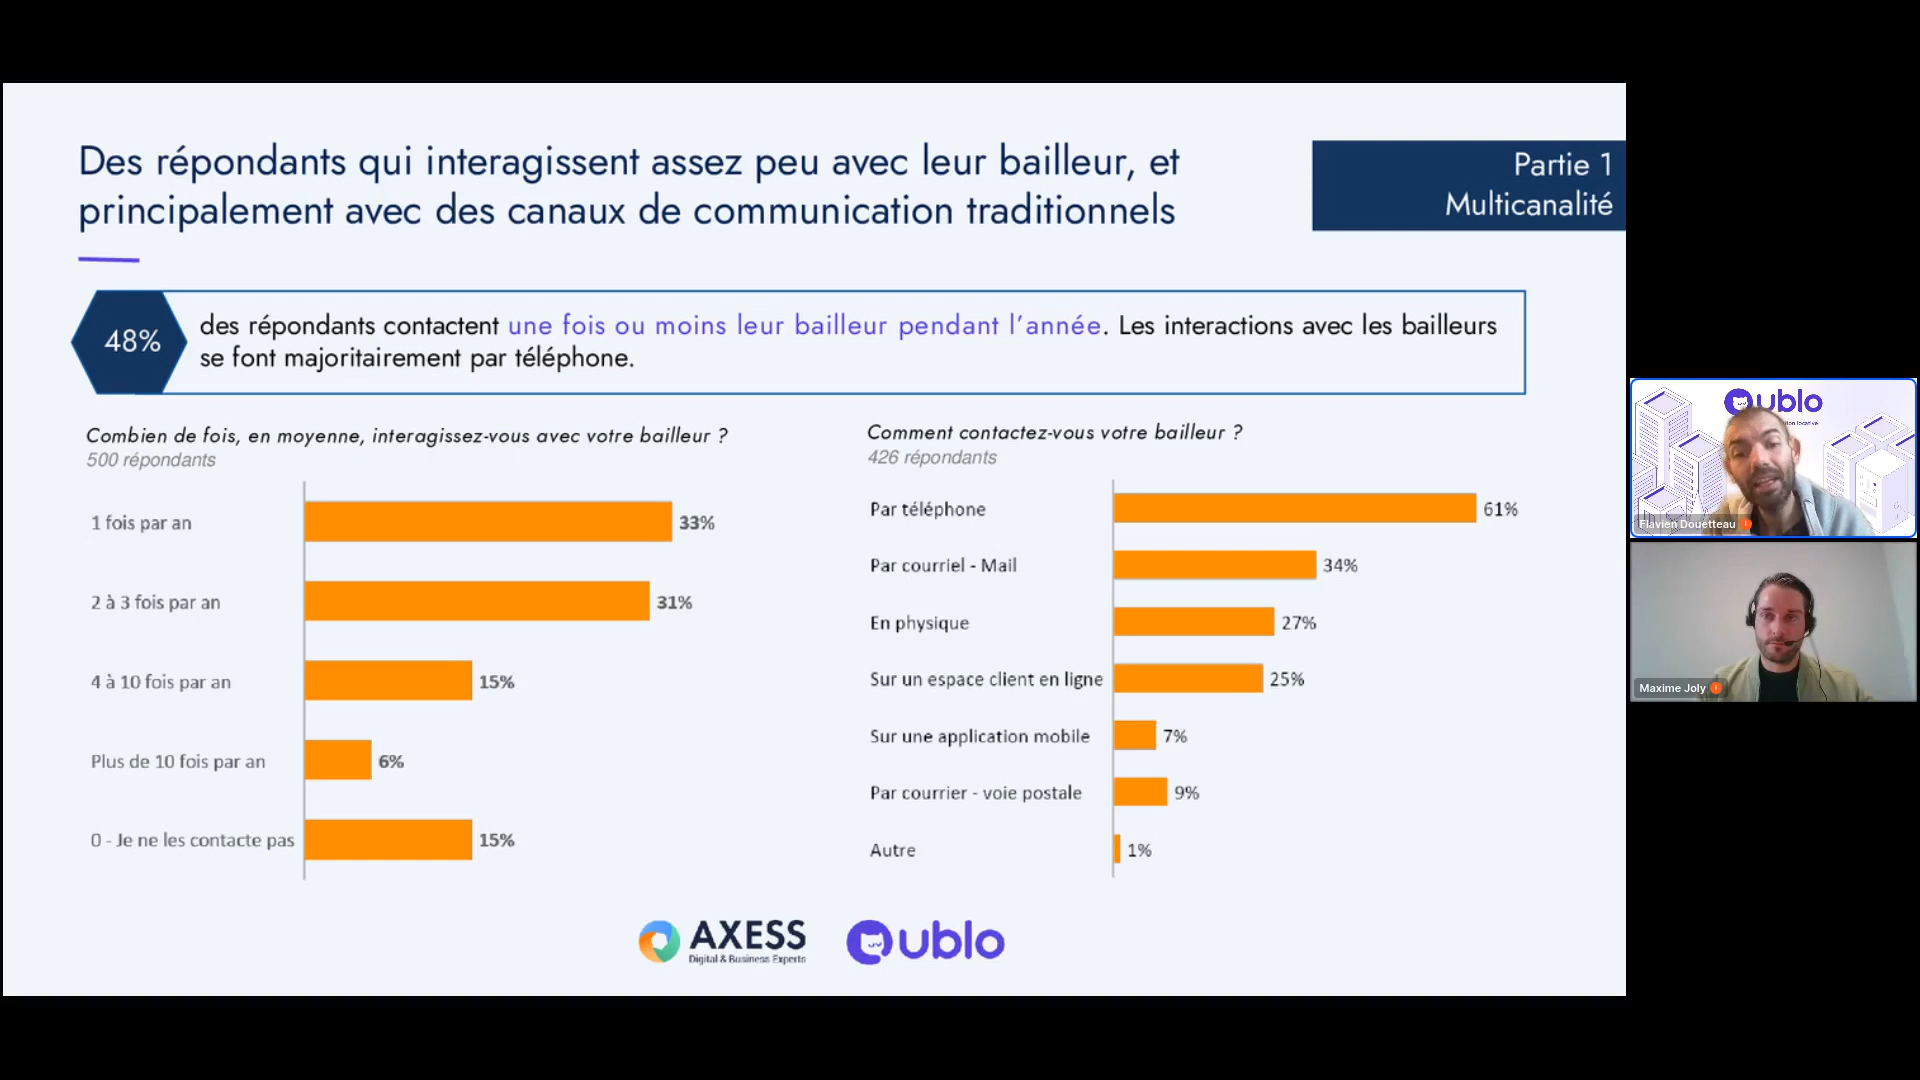 Des répondants qui interagissent assez peu avec leur bailleur, et
principalement avec des canaux de communication traditionnels
Partie 1
Multicanalité
48%
des répondants contactent une fois ou moins leur bailleur pendant l'année. Les interactions avec les bailleurs
se font majoritairement par téléphone.
Combien de fois, en moyenne, interagissez-vous avec votre bailleur ?
500 répondants
1 fois par an
33%
2 à 3 fois par an
31%
4 à 10 fois par an
15%
Plus de 10 fois par an
6%
0 - Je ne les contacte pas
15%
Comment contactez-vous votre bailleur ?
426 répondants
Par téléphone
61%
Par courriel - Mail
34%
En physique
27%
Sur un espace client en ligne
25%
Sur une application mobile
7%
Par courrier - voie postale
9%
Autre
1%
AXESS
Digital & Business Experts
ublo
ublo
locative
Flavien Douetteau
Maxime Joly